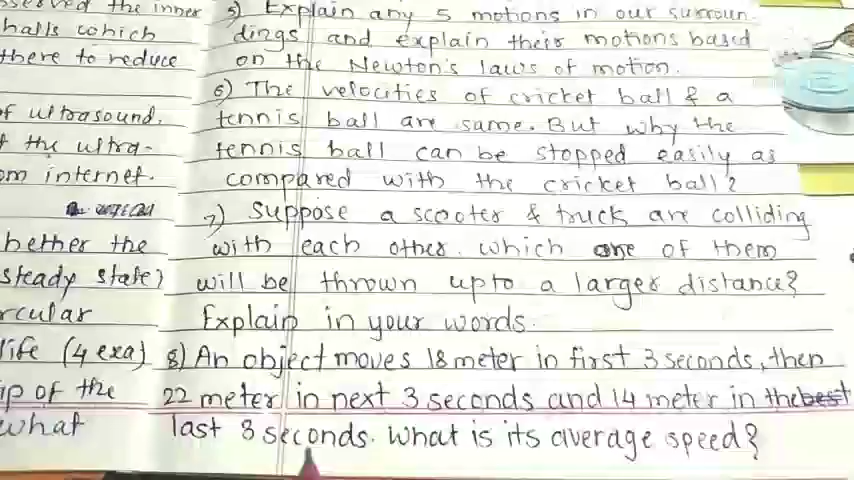 the inner
balls which
there to reduce
of ultrasound.
the ultra-
om internet.
hether the
steady state?
rcular
life (4 exa)
ip of the
what
5) Explain any 5 motions in our surroun-
dings and explain their motions based
on the Newton's laws of motion.
6) The velocities of cricket ball & a
tennis ball are same. But why the
tennis ball can be stopped easily as
compared with the cricket ball?
7) Suppose a scooter & truck are colliding
with each other. which one of them
will be thrown upto a larger distance?
Explain in your words.
8) An object moves 18 meter in first 3 seconds, then
22 meter in next 3 seconds and 14 meter in the
last 3 seconds. What is its average speed?